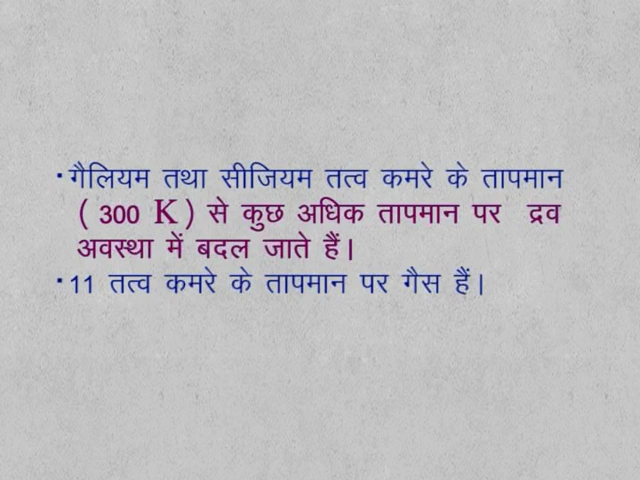 • गैलियम तथा सीजियम तत्व कमरे के तापमान
( 300 K ) से कुछ अधिक तापमान पर द्रव
अवस्था में बदल जाते हैं।
• 11 तत्व कमरे के तापमान पर गैस हैं।